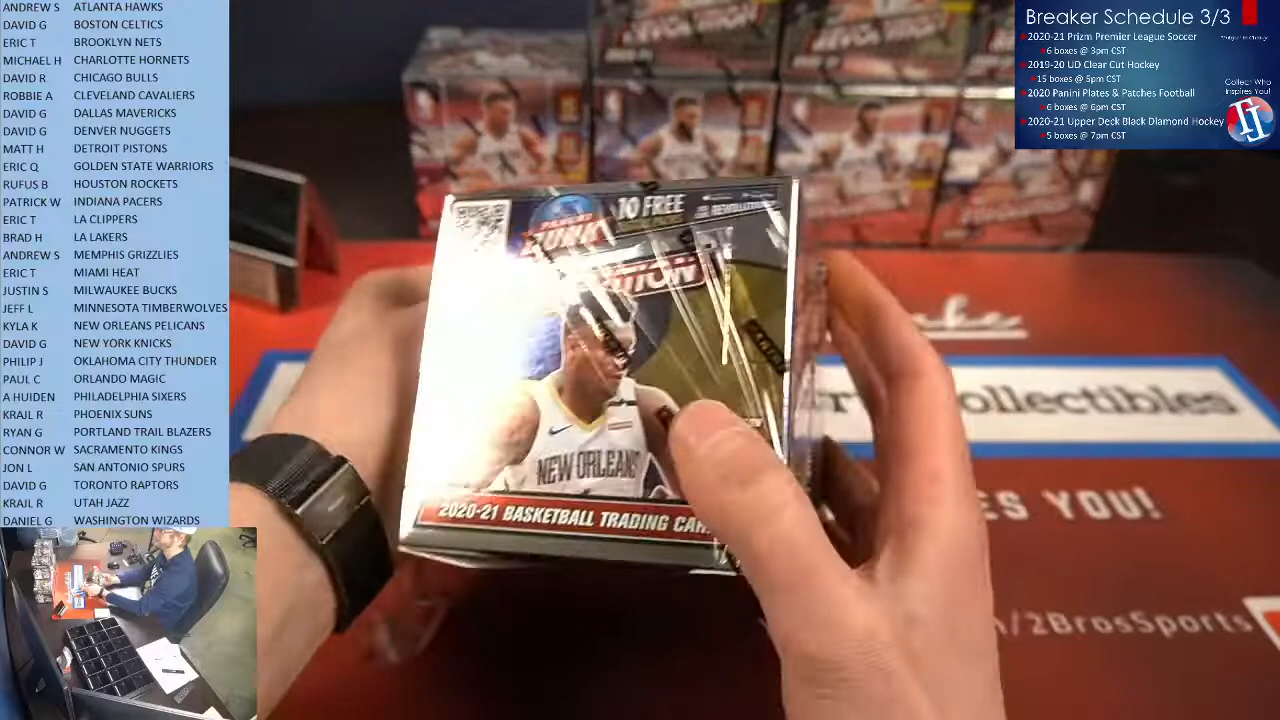 ANDREW S ATLANTA HAWKS
DAVID G BOSTON CELTICS
ERIC T BROOKLYN NETS
MICHAEL H CHARLOTTE HORNETS
DAVID R CHICAGO BULLS
ROBBIE A CLEVELAND CAVALIERS
DAVID G DALLAS MAVERICKS
DAVID G DENVER NUGGETS
MATT H DETROIT PISTONS
ERIC Q GOLDEN STATE WARRIORS
RUFUS B HOUSTON ROCKETS
PATRICK W INDIANA PACERS
ERIC T LA CLIPPERS
BRAD H LA LAKERS
ANDREW S MEMPHIS GRIZZLIES
ERIC T MIAMI HEAT
JUSTIN S MILWAUKEE BUCKS
JEFF L MINNESOTA TIMBERWOLVES
KYLA K NEW ORLEANS PELICANS
DAVID G NEW YORK KNICKS
PHILIP J OKLAHOMA CITY THUNDER
PAUL C ORLANDO MAGIC
A HUIDEN PHILADELPHIA SIXERS
KRAIL R PHOENIX SUNS
RYAN G PORTLAND TRAIL BLAZERS
CONNOR W SACRAMENTO KINGS
JON L SAN ANTONIO SPURS
DAVID G TORONTO RAPTORS
KRAIL R UTAH JAZZ
DANIEL G WASHINGTON WIZARDS
Breaker Schedule 3/3
2020-21 Prizm Premier League Soccer
6 boxes @ 3pm CST
2019-20 UD Clear Cut Hockey
15 boxes @ 5pm CST
2020 Panini Plates & Patches Football
6 boxes @ 6pm CST
2020-21 Upper Deck Black Diamond Hockey
5 boxes @ 7pm CST
Collect Who
Inspires You!
10 FREE
NEW ORLEANS
2020-21 BASKETBALL TRADING CAR
ollectibles
ES YOU!
/2BrosSports